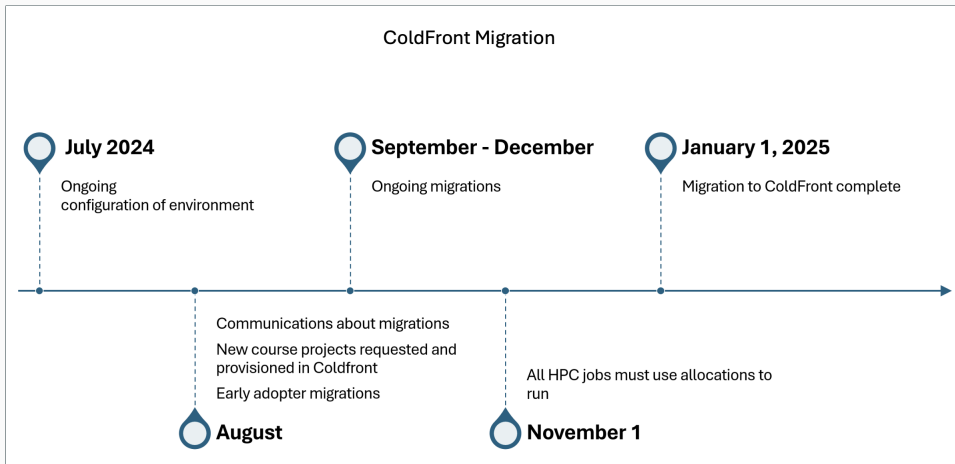 ColdFront Migration
July 2024
Ongoing
configuration of environment
September - December
Ongoing migrations
January 1, 2025
Migration to ColdFront complete
Communications about migrations
New course projects requested and
provisioned in Coldfront
Early adopter migrations
August
All HPC jobs must use allocations to
run
November 1